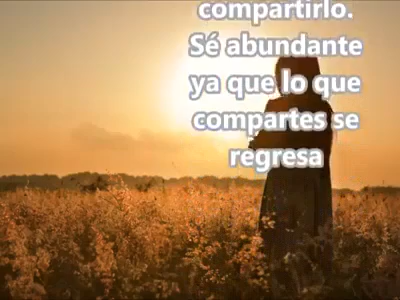 compartirlo.
Sé abundante
ya que lo que
compartes se
regresa